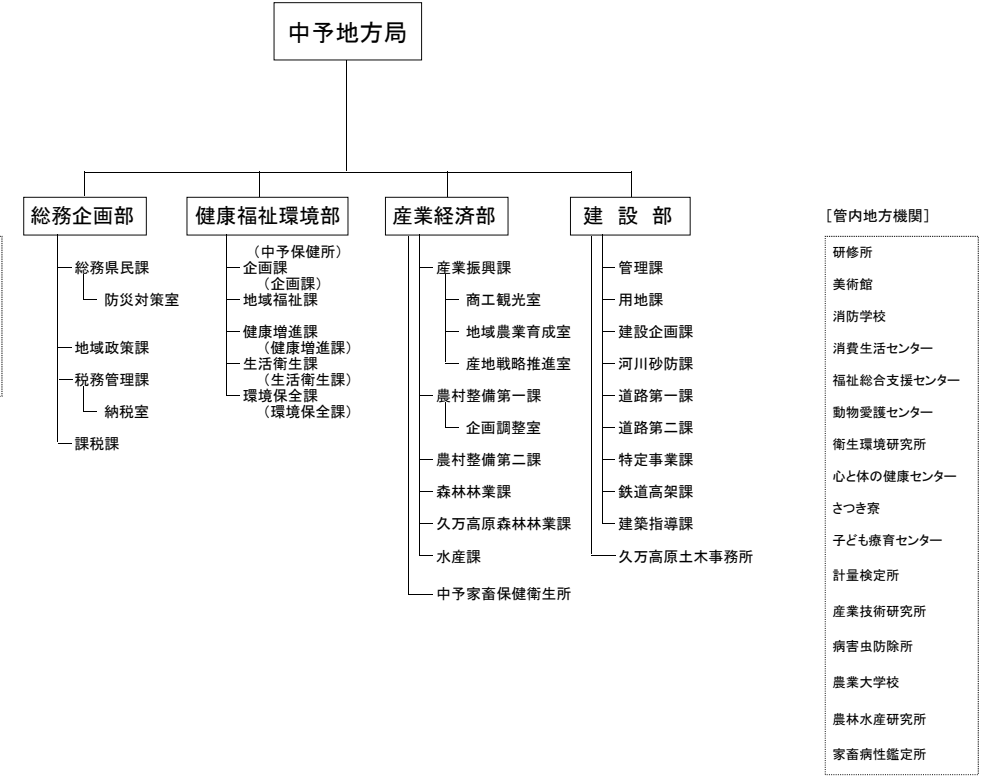 中予地方局
総務企画部
総務県民課
防災対策室
地域政策課
税務管理課
納税室
課税課
健康福祉環境部
（中予保健所）
企画課
（企画課）
地域福祉課
健康増進課
（健康増進課）
生活衛生課
（生活衛生課）
環境保全課
（環境保全課）
産業経済部
産業振興課
商工観光室
地域農業育成室
産地戦略推進室
農村整備第一課
企画調整室
農村整備第二課
森林林業課
久万高原森林林業課
水産課
中予家畜保健衛生所
建 設 部
管理課
用地課
建設企画課
河川砂防課
道路第一課
道路第二課
特定事業課
鉄道高架課
建築指導課
久万高原土木事務所
［管内地方機関］
研修所
美術館
消防学校
消費生活センター
福祉総合支援センター
動物愛護センター
衛生環境研究所
心と体の健康センター
さつき寮
子ども療育センター
計量検定所
産業技術研究所
病害虫防除所
農業大学校
農林水産研究所
家畜病性鑑定所